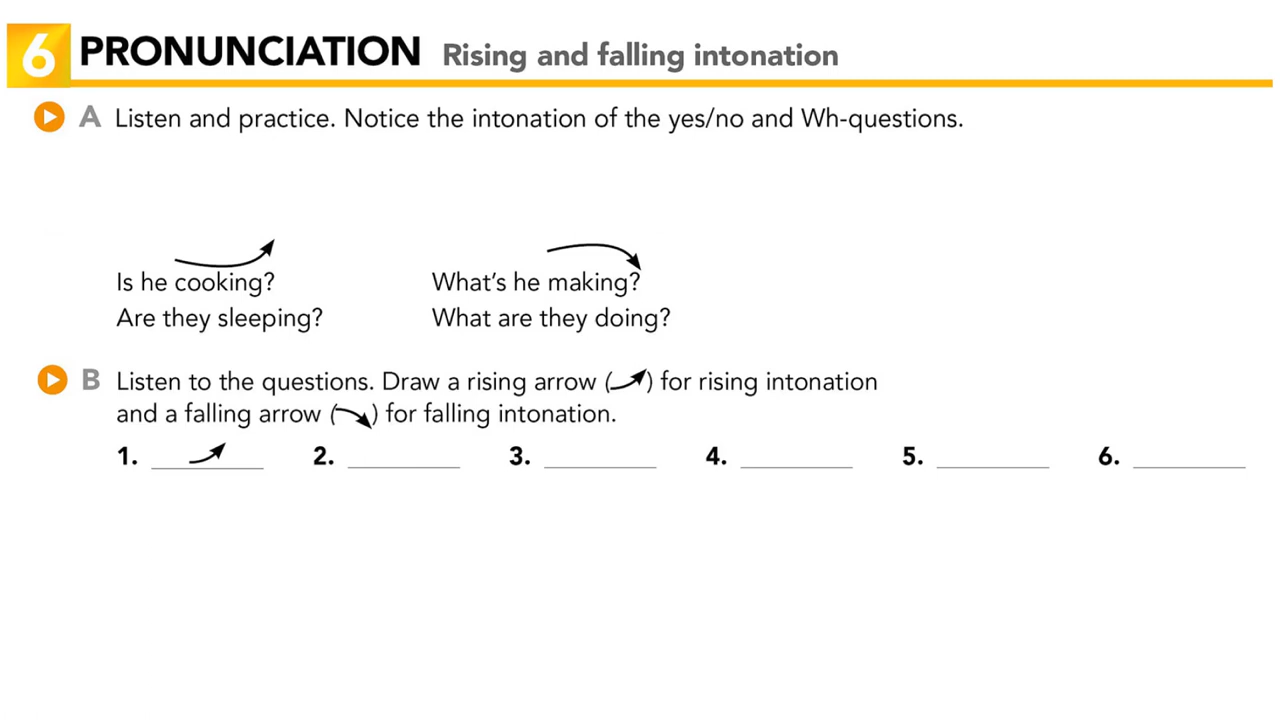 6 PRONUNCIATION Rising and falling intonation
A Listen and practice. Notice the intonation of the yes/no and Wh-questions.
Is he cooking? What's he making?
Are they sleeping? What are they doing?
B Listen to the questions. Draw a rising arrow ( ) for rising intonation
and a falling arrow ( ) for falling intonation.
1. 2. 3. 4. 5. 6.